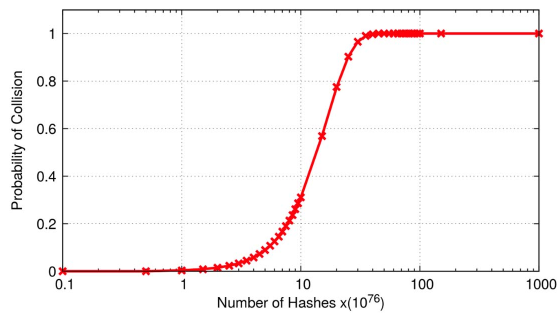 1
0.8
0.6
0.4
0.2
0
Probability of Collision
0.1 1 10 100 1000
Number of Hashes x(10⁷⁶)